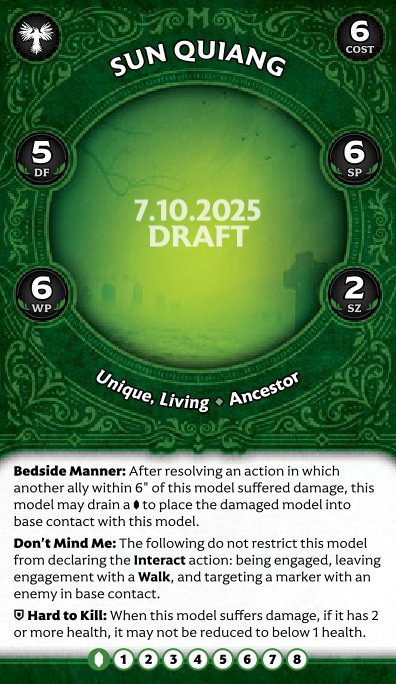 SUN QUIANG
6
COST
5
DF
6
SP
7.10.2025
DRAFT
6
WP
2
SZ
Unique, Living ◆ Ancestor
Bedside Manner: After resolving an action in which
another ally within 6" of this model suffered damage, this
model may drain a to place the damaged model into
base contact with this model.
Don't Mind Me: The following do not restrict this model
from declaring the Interact action: being engaged, leaving
engagement with a Walk, and targeting a marker with an
enemy in base contact.
Hard to Kill: When this model suffers damage, if it has 2
or more health, it may not be reduced to below 1 health.
1 2 3 4 5 6 7 8